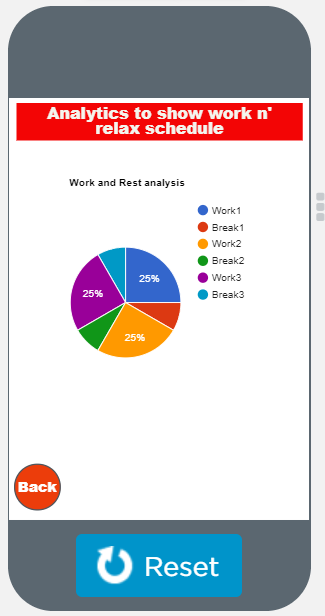 Analytics to show work n'
relax schedule
Work and Rest analysis
Work1
Break1
Work2
Break2
Work3
Break3
25%
25%
25%
Back
Reset